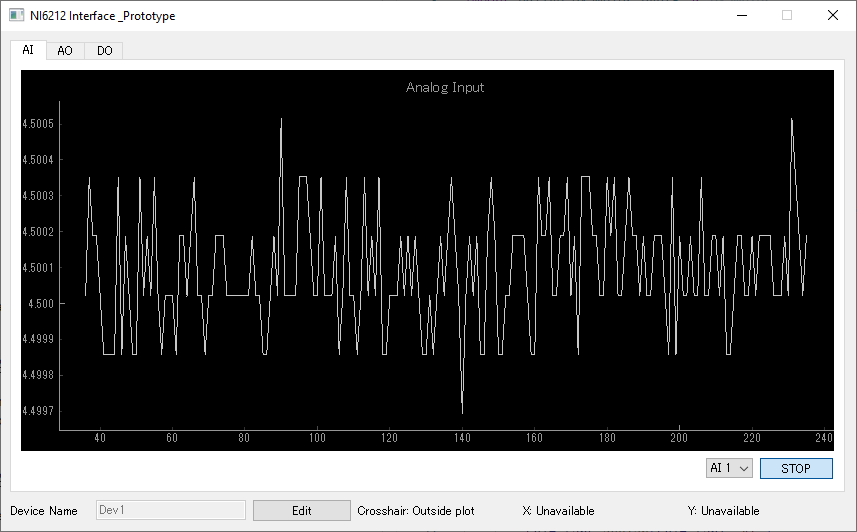 NI6212 Interface _Prototype
AI AO DO
Analog Input
4.5005
4.5004
4.5003
4.5002
4.5001
4.500
4.4999
4.4998
4.4997
40 60 80 100 120 140 160 180 200 220 240
AI 1 STOP
Device Name Dev1 Edit Crosshair: Outside plot X: Unavailable Y: Unavailable